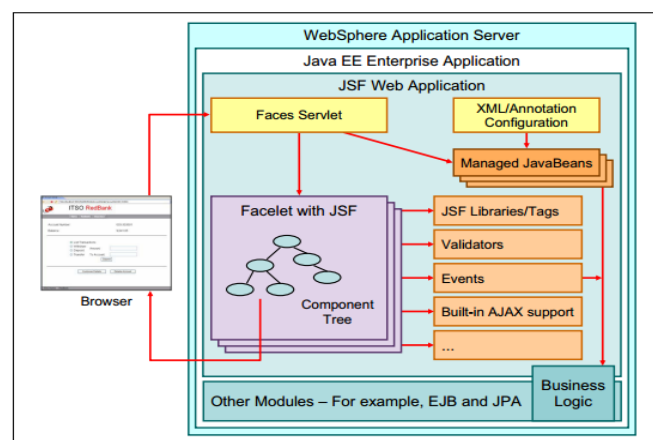 WebSphere Application Server
Java EE Enterprise Application
JSF Web Application
Faces Servlet
XML/Annotation
Configuration
Managed JavaBeans
ITSO RedBank
Browser
Facelet with JSF
Component
Tree
JSF Libraries/Tags
Validators
Events
Built-in AJAX support
...
Business
Logic
Other Modules – For example, EJB and JPA